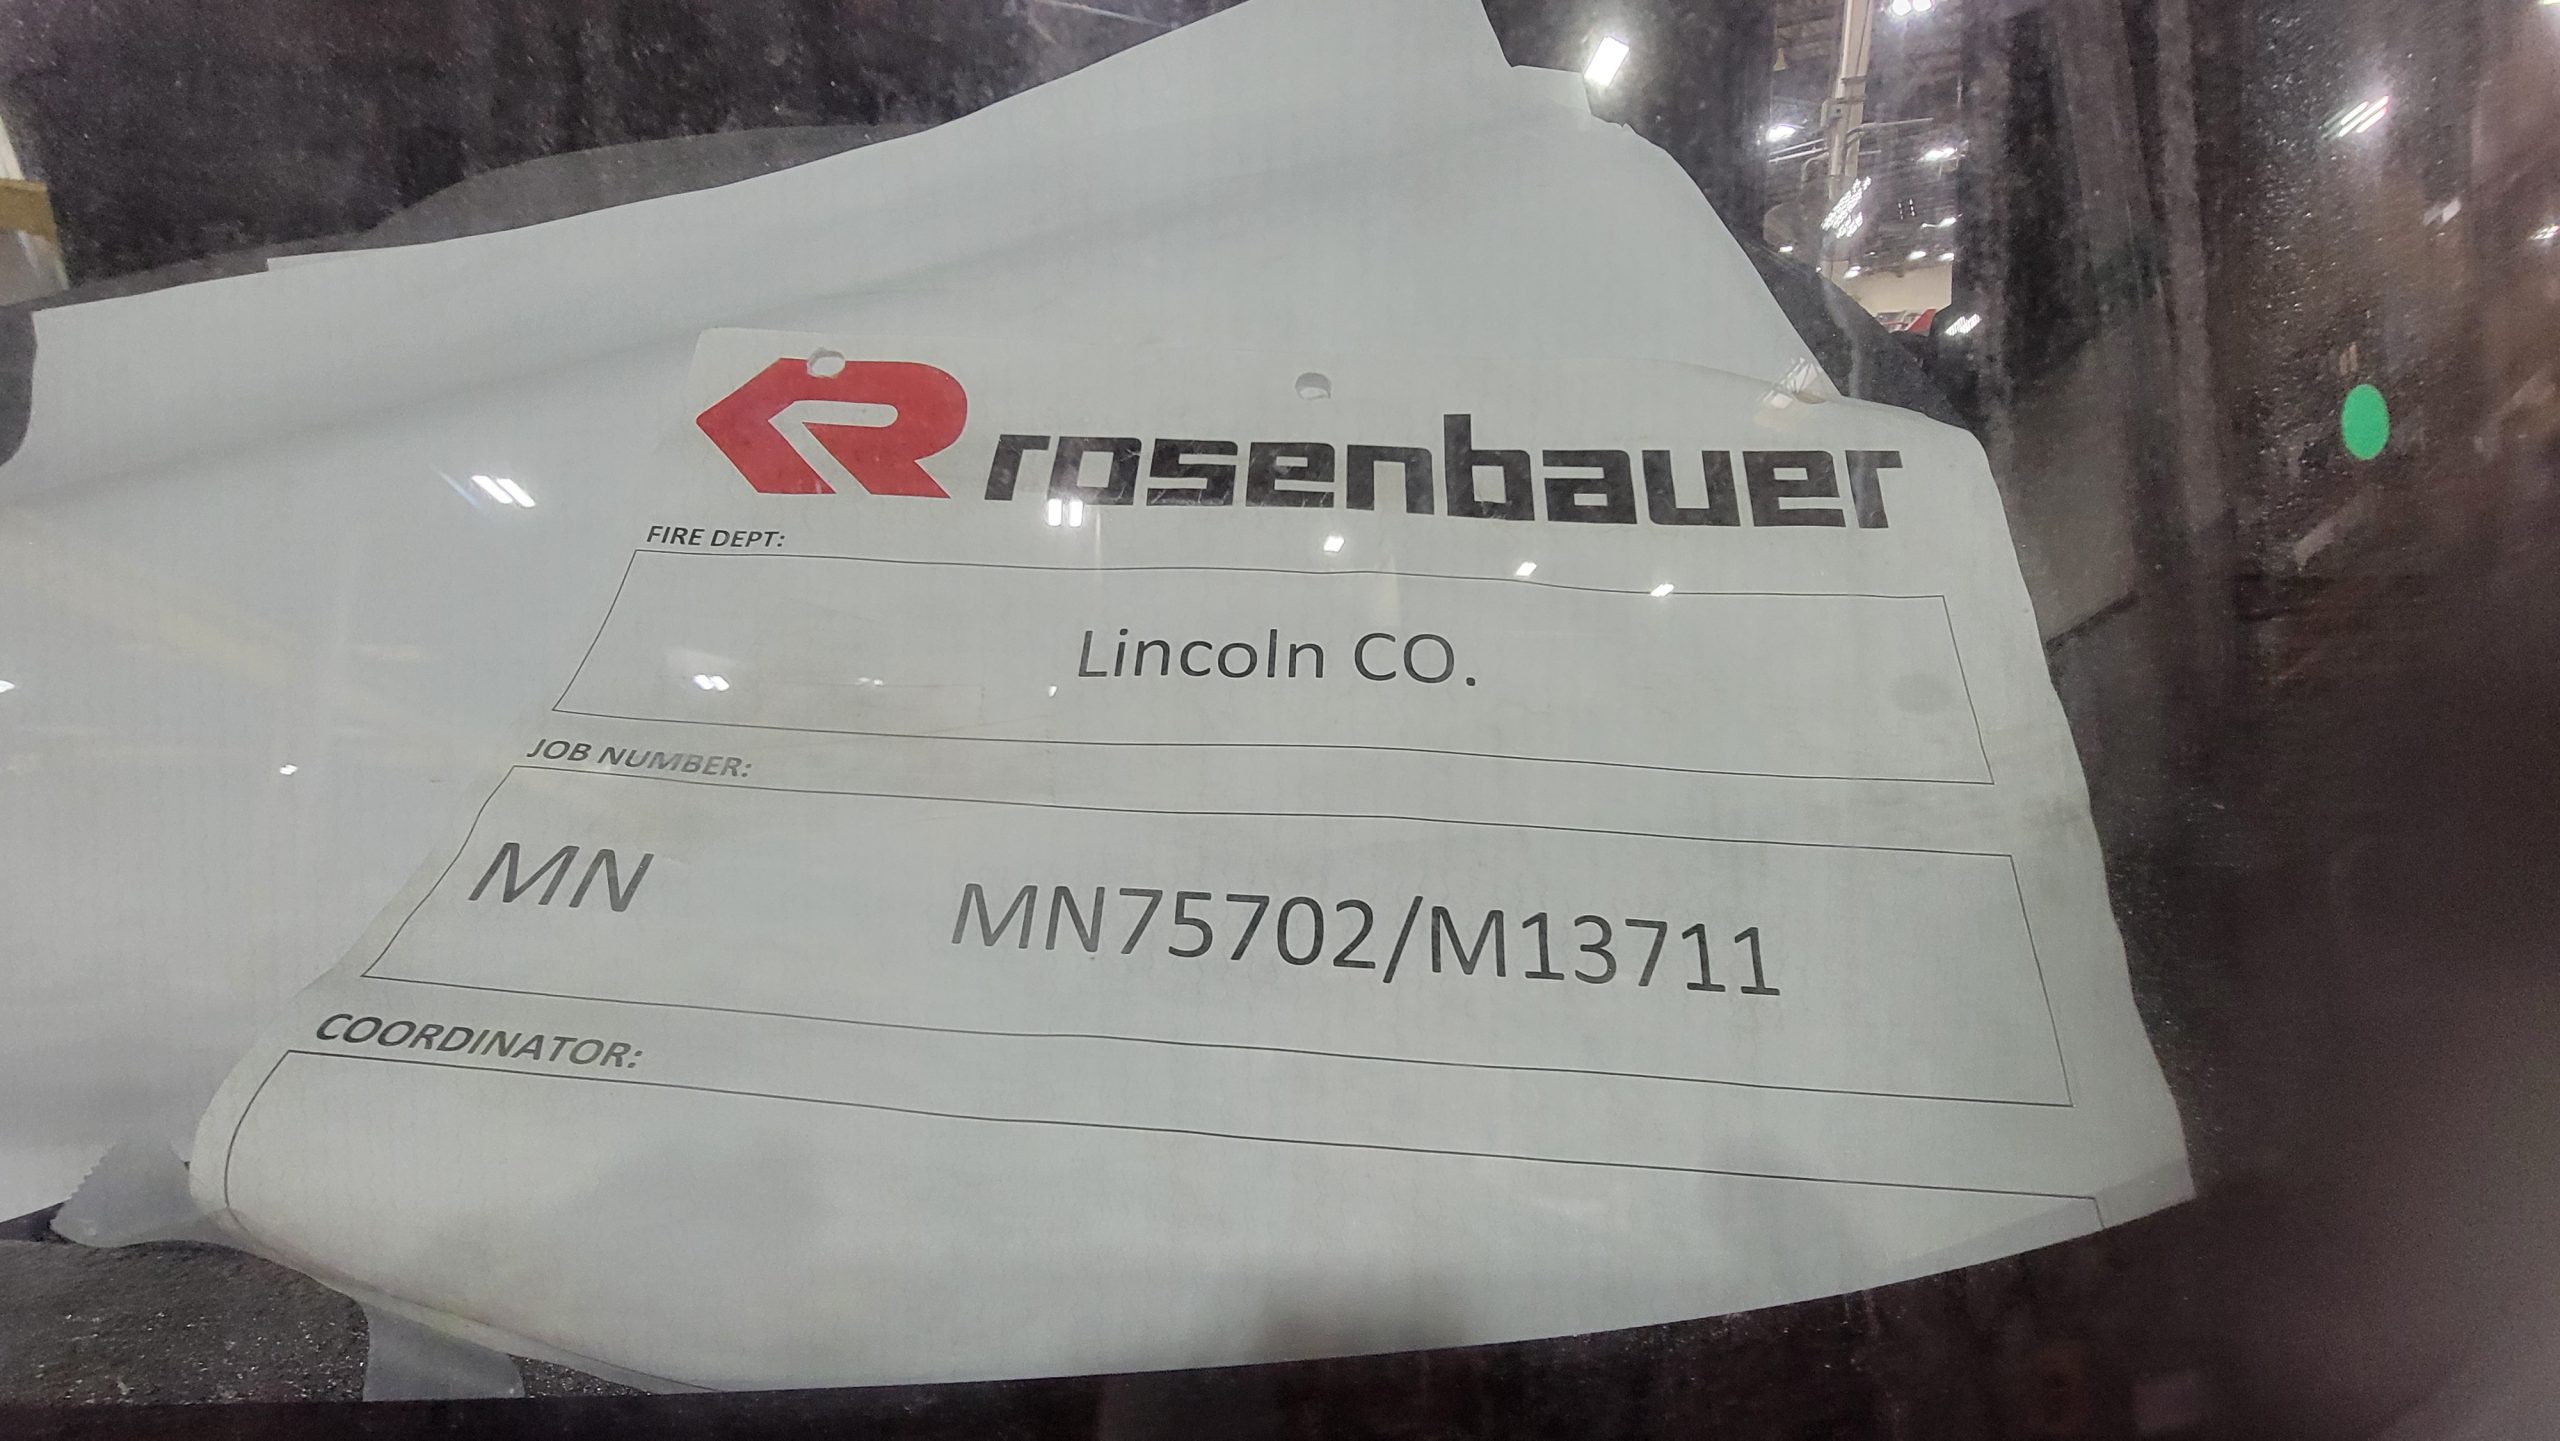 rosenbauer
FIRE DEPT:
Lincoln CO.
JOB NUMBER:
MN MN75702/M13711
COORDINATOR: